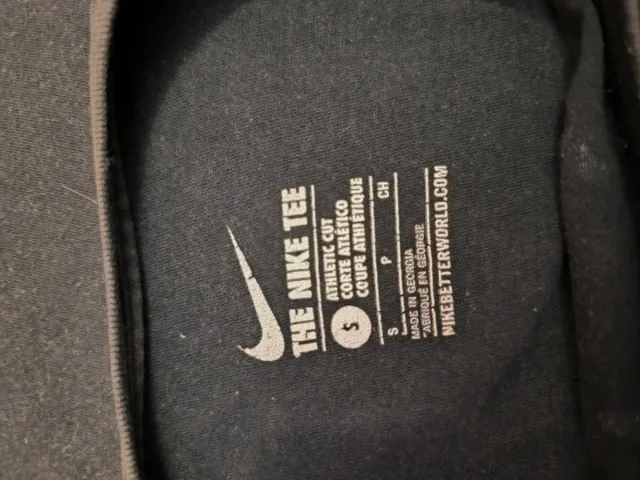 THE NIKE TEE
ATHLETIC CUT
CORTE ATLÉTICO
COUPE ATHLÉTIQUE
S
S P CH
MADE IN GEORGIA
FABRIQUÉ EN GÉORGIE
NIKEBETTERWORLD.COM